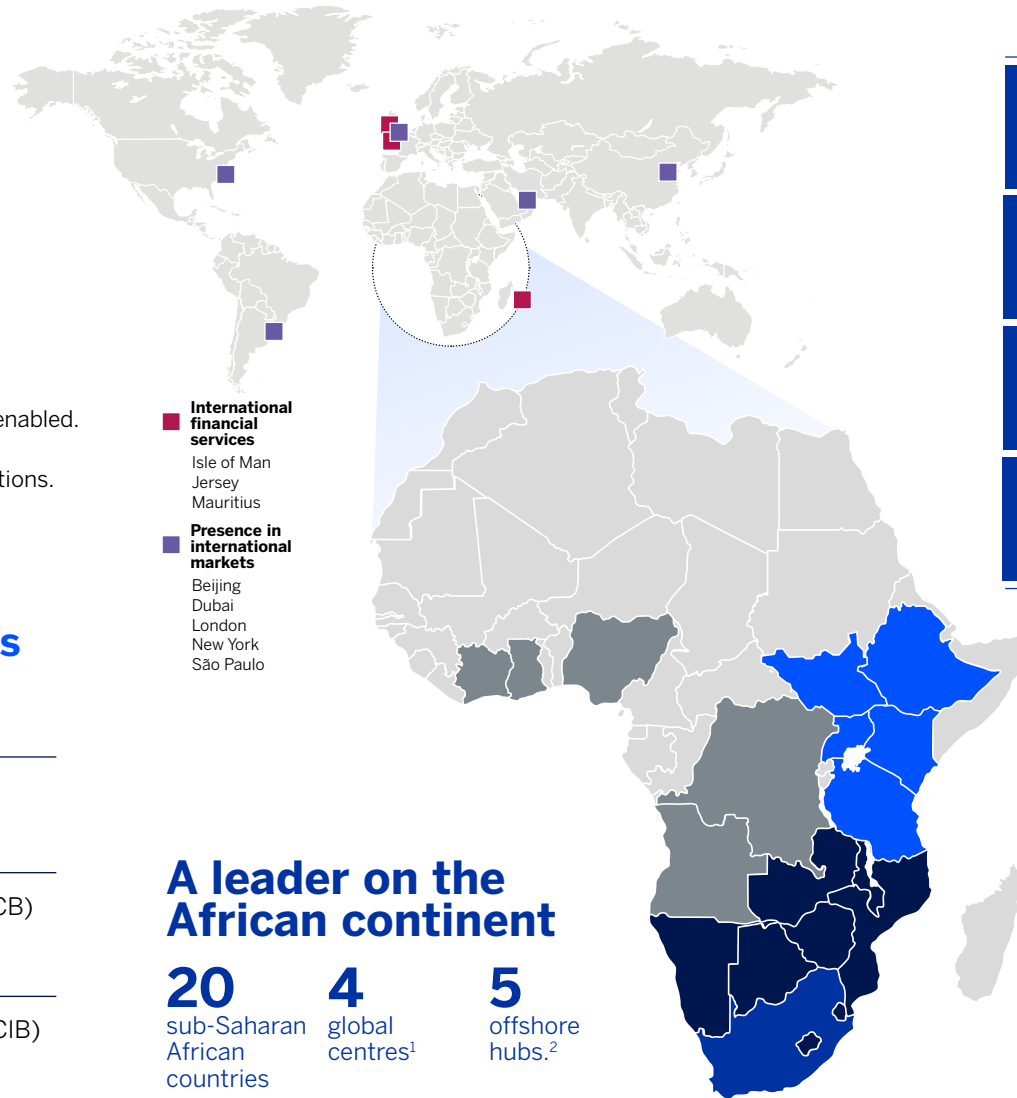 enabled.
tions.
s
CB)
CIB)
International
financial
services
Isle of Man
Jersey
Mauritius
Presence in
international
markets
Beijing
Dubai
London
New York
São Paulo
A leader on the
African continent
20
sub-Saharan
African
countries
4
global
centres¹
5
offshore
hubs.²